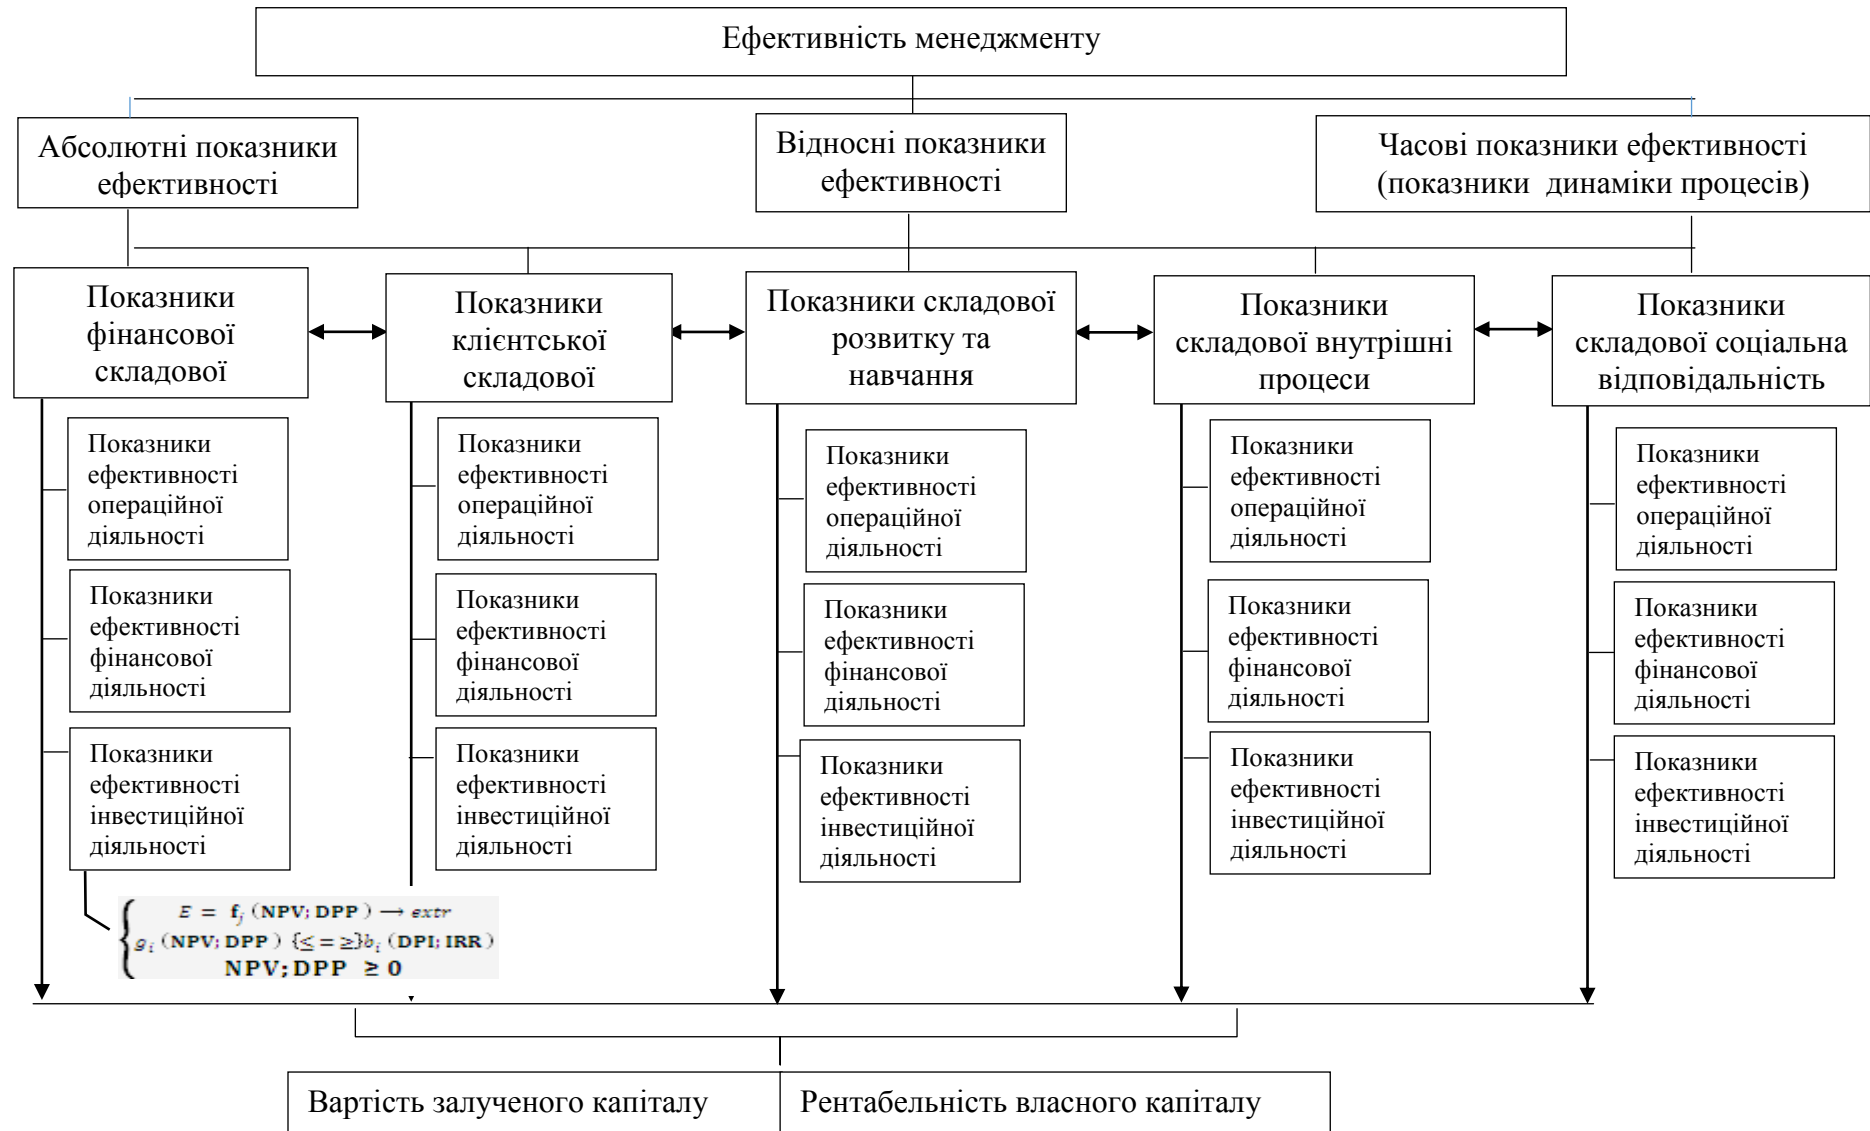 Ефективність менеджменту
Абсолютні показники
ефективності
Відносні показники
ефективності
Часові показники ефективності
(показники динаміки процесів)
Показники
фінансової
складової
Показники
клієнтської
складової
Показники складової
розвитку та
навчання
Показники
складової внутрішні
процеси
Показники
складової соціальна
відповідальність
Показники
ефективності
операційної
діяльності
Показники
ефективності
фінансової
діяльності
Показники
ефективності
інвестиційної
діяльності
E = f_j (NPV; DPP) → extr
g_i (NPV; DPP) {≤ = ≥}b_i (DPI; IRR)
NPV; DPP ≥ 0
Показники
ефективності
операційної
діяльності
Показники
ефективності
фінансової
діяльності
Показники
ефективності
інвестиційної
діяльності
Показники
ефективності
операційної
діяльності
Показники
ефективності
фінансової
діяльності
Показники
ефективності
інвестиційної
діяльності
Показники
ефективності
операційної
діяльності
Показники
ефективності
фінансової
діяльності
Показники
ефективності
інвестиційної
діяльності
Показники
ефективності
операційної
діяльності
Показники
ефективності
фінансової
діяльності
Показники
ефективності
інвестиційної
діяльності
Вартість залученого капіталу
Рентабельність власного капіталу